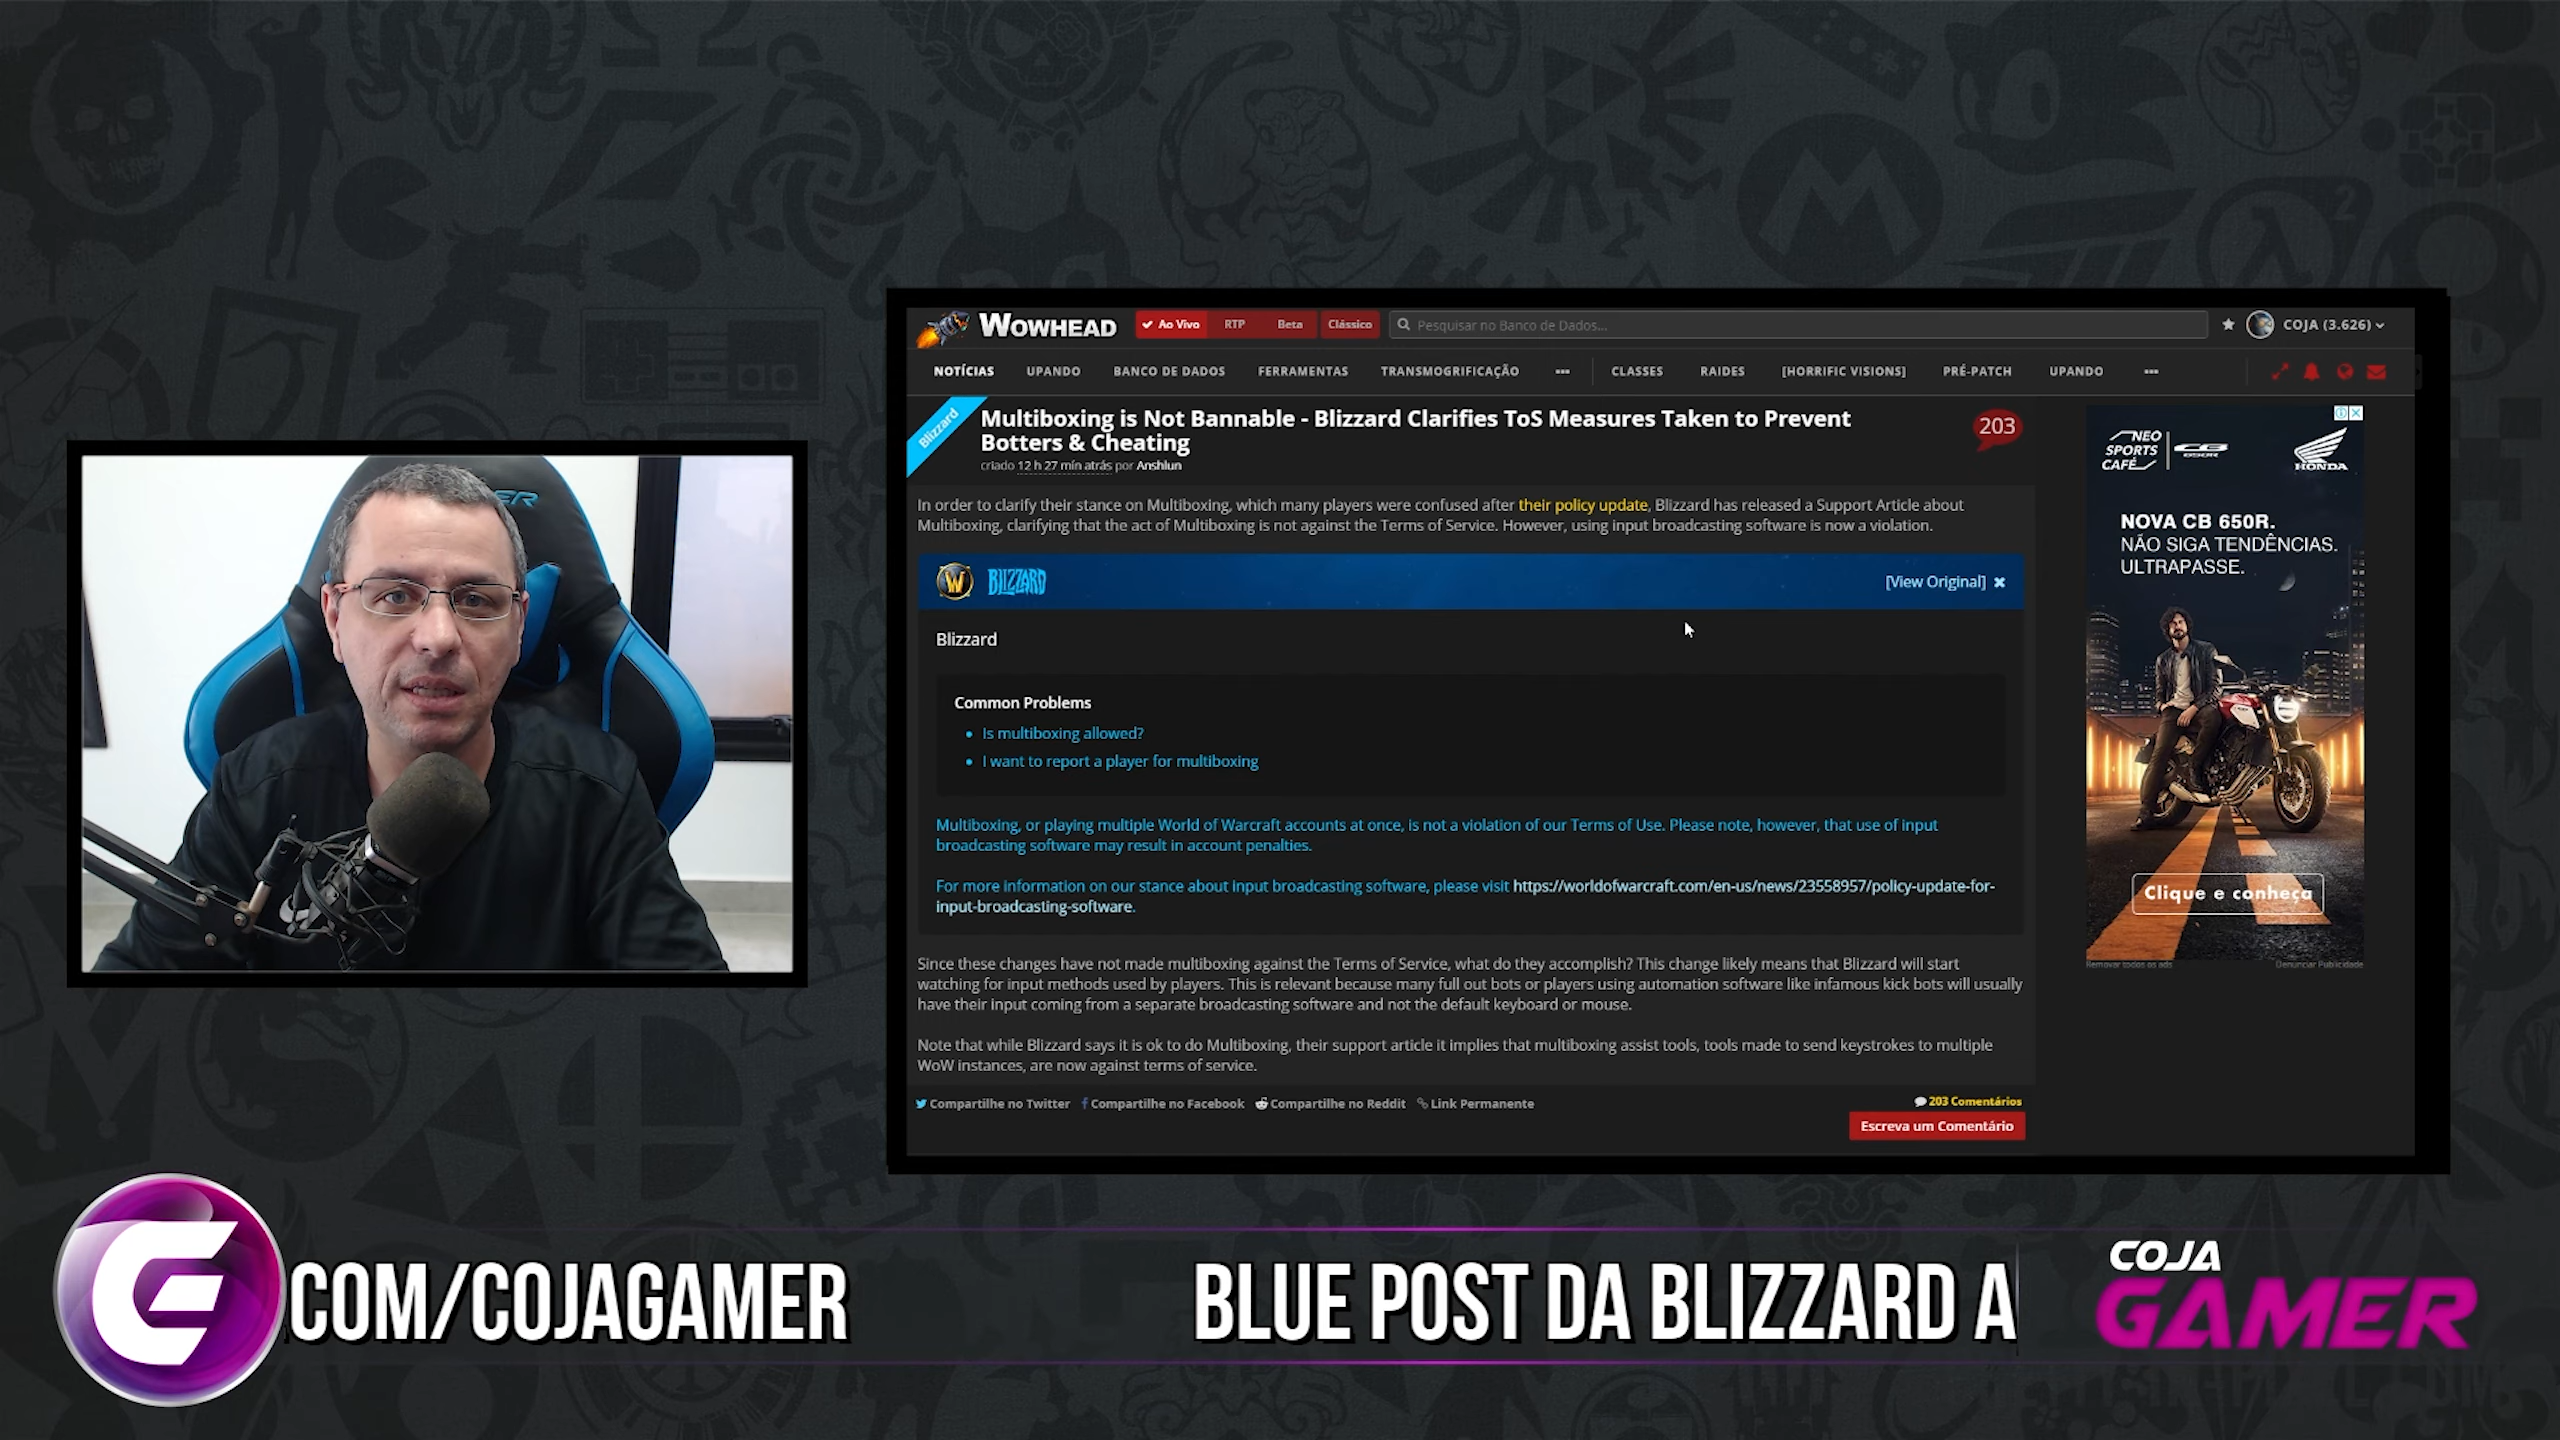 WOWHEAD
Ao Vivo RTP Beta Clássico
Pesquisar no Banco de Dados...
COJA (3.626)
NOTÍCIAS UPANDO BANCO DE DADOS FERRAMENTAS TRANSMOGRIFICAÇÃO ••• CLASSES RAIDES [HORRIFIC VISIONS] PRÉ-PATCH UPANDO •••
Blizzard
Multiboxing is Not Bannable - Blizzard Clarifies ToS Measures Taken to Prevent
Botters & Cheating
203
criado 12 h 27 min atrás por Anshlun
In order to clarify their stance on Multiboxing, which many players were confused after their policy update, Blizzard has released a Support Article about
Multiboxing, clarifying that the act of Multiboxing is not against the Terms of Service. However, using input broadcasting software is now a violation.
W BLIZZARD
[View Original]
Blizzard
Common Problems
• Is multiboxing allowed?
• I want to report a player for multiboxing
Multiboxing, or playing multiple World of Warcraft accounts at once, is not a violation of our Terms of Use. Please note, however, that use of input
broadcasting software may result in account penalties.
For more information on our stance about input broadcasting software, please visit https://worldofwarcraft.com/en-us/news/23558957/policy-update-for-
input-broadcasting-software.
Since these changes have not made multiboxing against the Terms of Service, what do they accomplish? This change likely means that Blizzard will start
watching for input methods used by players. This is relevant because many full out bots or players using automation software like infamous kick bots will usually
have their input coming from a separate broadcasting software and not the default keyboard or mouse.
Note that while Blizzard says it is ok to do Multiboxing, their support article it implies that multiboxing assist tools, tools made to send keystrokes to multiple
WoW instances, are now against terms of service.
Compartilhe no Twitter Compartilhe no Facebook Compartilhe no Reddit Link Permanente
203 Comentários
Escreva um Comentário
NEO
SPORTS
CAFÉ
CB
650R
HONDA
NOVA CB 650R.
NÃO SIGA TENDÊNCIAS.
ULTRAPASSE.
Clique e conheça
Remover todos os ads
Denunciar Publicidade
COM/COJAGAMER
BLUE POST DA BLIZZARD A
COJA
GAMER